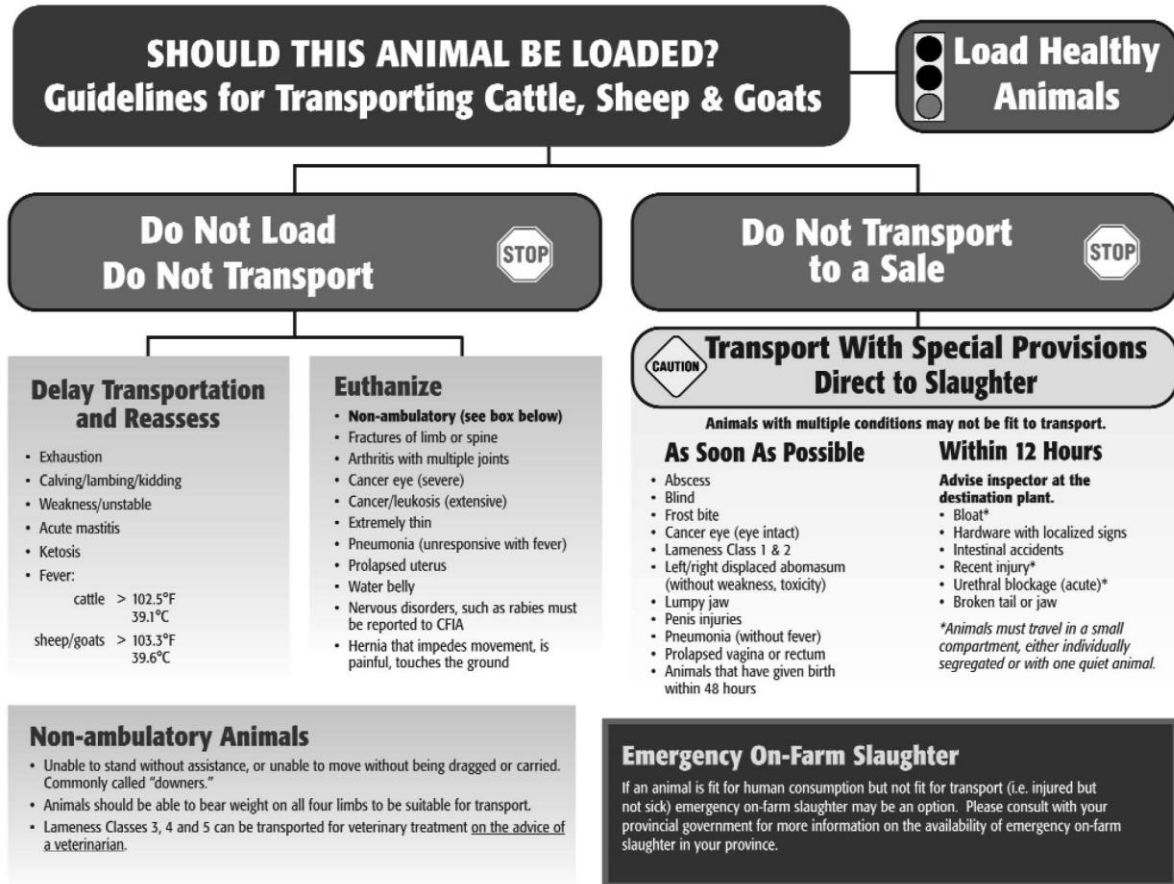 SHOULD THIS ANIMAL BE LOADED?
Guidelines for Transporting Cattle, Sheep & Goats
Load Healthy
Animals
Do Not Load
Do Not Transport
STOP
Do Not Transport
to a Sale
STOP
Delay Transportation
and Reassess
• Exhaustion
• Calving/lambing/kidding
• Weakness/unstable
• Acute mastitis
• Ketosis
• Fever:
cattle > 102.5°F
39.1°C
sheep/goats > 103.3°F
39.6°C
Euthanize
• Non-ambulatory (see box below)
• Fractures of limb or spine
• Arthritis with multiple joints
• Cancer eye (severe)
• Cancer/leukosis (extensive)
• Extremely thin
• Pneumonia (unresponsive with fever)
• Prolapsed uterus
• Water belly
• Nervous disorders, such as rabies must
be reported to CFIA
• Hernia that impedes movement, is
painful, touches the ground
CAUTION
Transport With Special Provisions
Direct to Slaughter
Animals with multiple conditions may not be fit to transport.
As Soon As Possible
• Abscess
• Blind
• Frost bite
• Cancer eye (eye intact)
• Lameness Class 1 & 2
• Left/right displaced abomasum
(without weakness, toxicity)
• Lumpy jaw
• Penis injuries
• Pneumonia (without fever)
• Prolapsed vagina or rectum
• Animals that have given birth
within 48 hours
Within 12 Hours
Advise inspector at the
destination plant.
• Bloat*
• Hardware with localized signs
• Intestinal accidents
• Recent injury*
• Urethral blockage (acute)*
• Broken tail or jaw
*Animals must travel in a small
compartment, either individually
segregated or with one quiet animal.
Non-ambulatory Animals
• Unable to stand without assistance, or unable to move without being dragged or carried.
Commonly called "downers."
• Animals should be able to bear weight on all four limbs to be suitable for transport.
• Lameness Classes 3, 4 and 5 can be transported for veterinary treatment on the advice of
a veterinarian.
Emergency On-Farm Slaughter
If an animal is fit for human consumption but not fit for transport (i.e. injured but
not sick) emergency on-farm slaughter may be an option. Please consult with your
provincial government for more information on the availability of emergency on-farm
slaughter in your province.